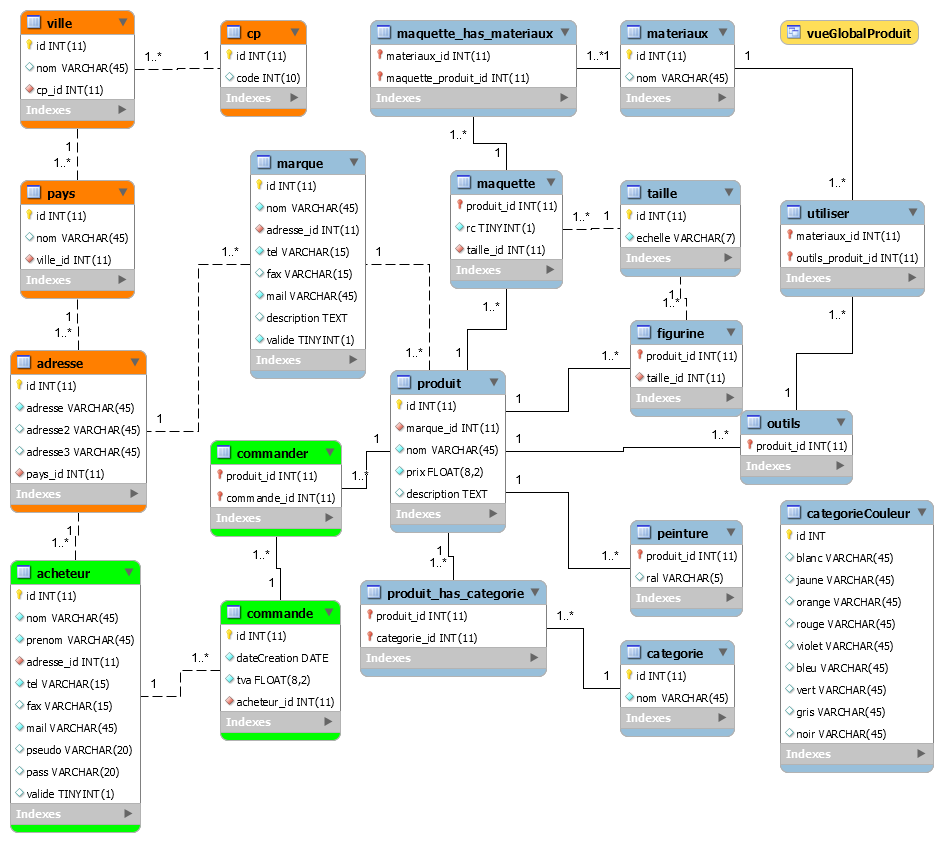 ville
id INT(11)
nom VARCHAR(45)
cp_id INT(11)
Indexes
1..*
1
cp
id INT(11)
code INT(10)
Indexes
maquette_has_materiaux
materiaux_id INT(11)
maquette_produit_id INT(11)
Indexes
1..*
1
materiaux
id INT(11)
nom VARCHAR(45)
Indexes
1
1..*
vueGlobalProduit
1
1..*
pays
id INT(11)
nom VARCHAR(45)
ville_id INT(11)
Indexes
1
1..*
marque
id INT(11)
nom VARCHAR(45)
adresse_id INT(11)
tel VARCHAR(15)
fax VARCHAR(15)
mail VARCHAR(45)
description TEXT
valide TINYINT(1)
Indexes
1..*
1
1
1..*
1..*
1
maquette
produit_id INT(11)
rc TINYINT(1)
taille_id INT(11)
Indexes
1..*
1
taille
id INT(11)
echelle VARCHAR(7)
Indexes
1
1..*
utiliser
materiaux_id INT(11)
outils_produit_id INT(11)
Indexes
1..*
1
figurine
produit_id INT(11)
taille_id INT(11)
Indexes
adresse
id INT(11)
adresse VARCHAR(45)
adresse2 VARCHAR(45)
adresse3 VARCHAR(45)
pays_id INT(11)
Indexes
1
1..*
1..*
1
produit
id INT(11)
marque_id INT(11)
nom VARCHAR(45)
prix FLOAT(8,2)
description TEXT
Indexes
1
1..*
1
1..*
1
1..*
1
1..*
1
1..*
outils
produit_id INT(11)
Indexes
commander
produit_id INT(11)
commande_id INT(11)
Indexes
1..*
1
peinture
produit_id INT(11)
ral VARCHAR(5)
Indexes
categorieCouleur
id INT
blanc VARCHAR(45)
jaune VARCHAR(45)
orange VARCHAR(45)
rouge VARCHAR(45)
violet VARCHAR(45)
bleu VARCHAR(45)
vert VARCHAR(45)
gris VARCHAR(45)
noir VARCHAR(45)
Indexes
acheteur
id INT(11)
nom VARCHAR(45)
prenom VARCHAR(45)
adresse_id INT(11)
tel VARCHAR(15)
fax VARCHAR(15)
mail VARCHAR(45)
pseudo VARCHAR(20)
pass VARCHAR(20)
valide TINYINT(1)
Indexes
1
1..*
commande
id INT(11)
dateCreation DATE
tva FLOAT(8,2)
acheteur_id INT(11)
Indexes
produit_has_categorie
produit_id INT(11)
categorie_id INT(11)
Indexes
1..*
1
categorie
id INT(11)
nom VARCHAR(45)
Indexes